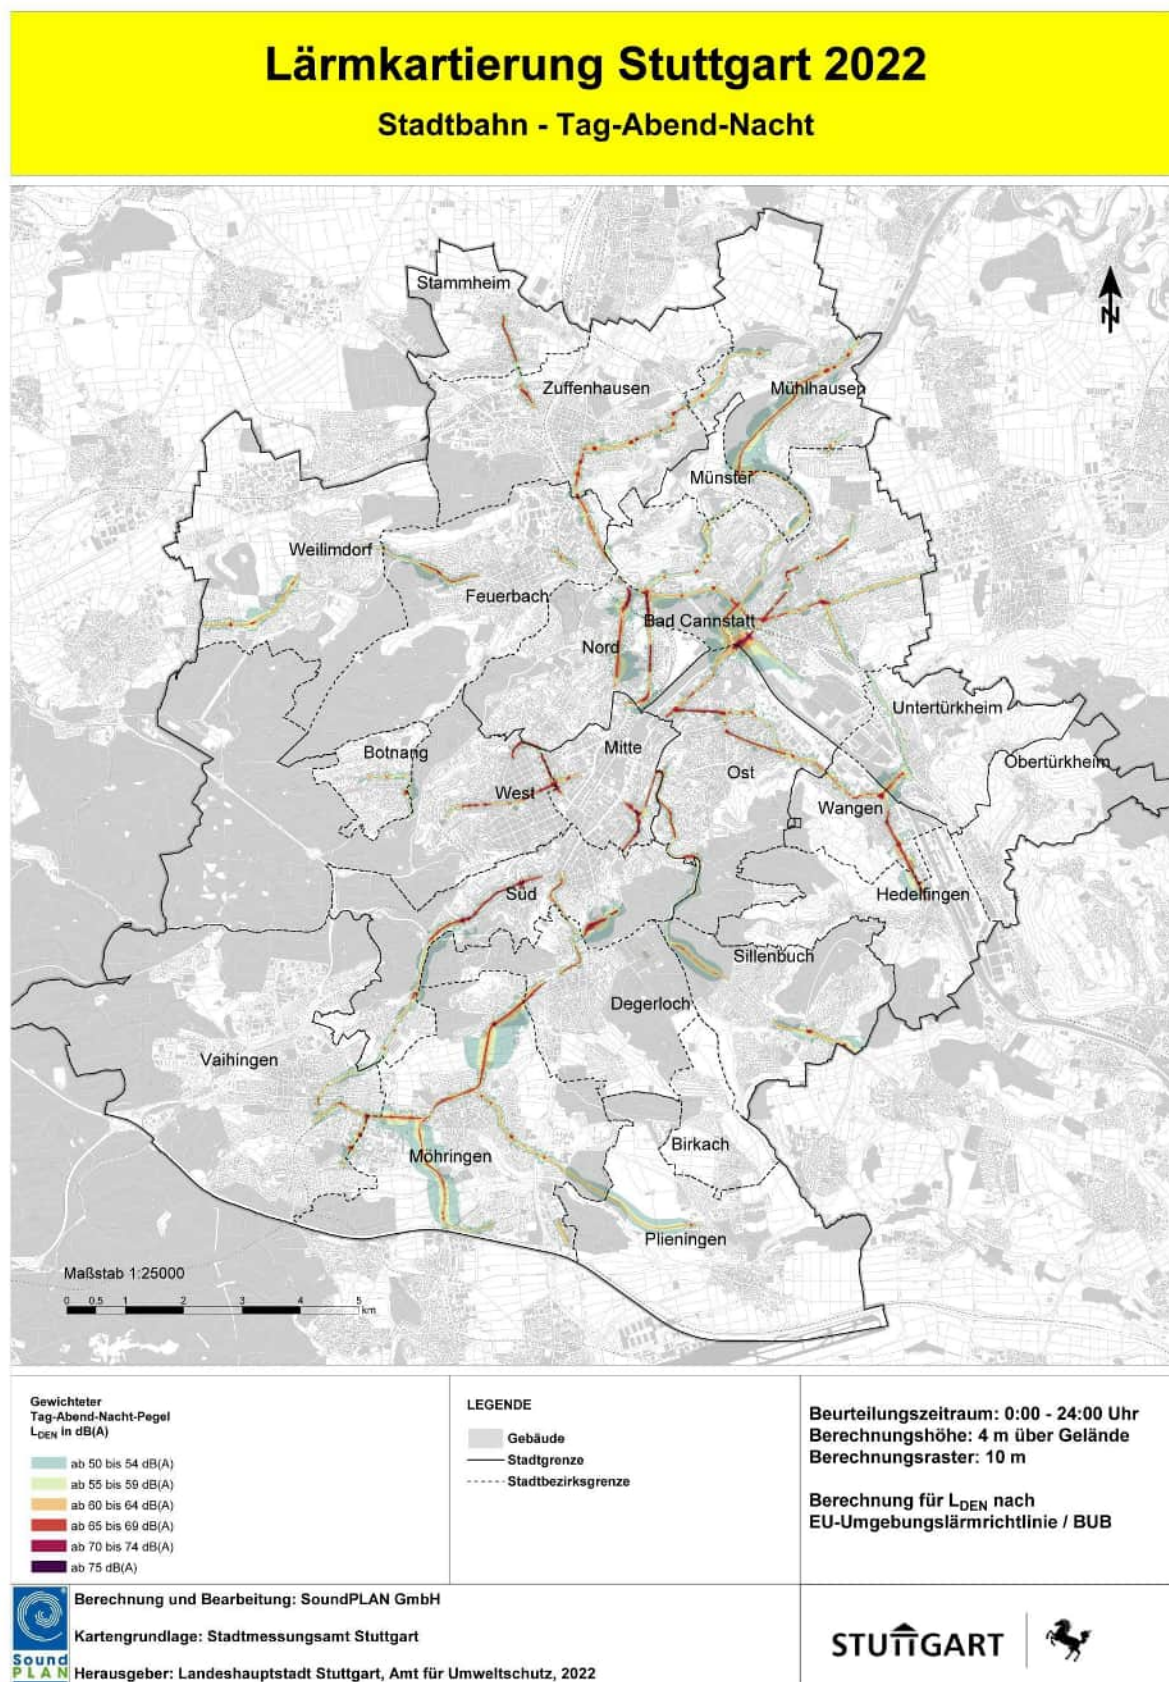 Lärmkartierung Stuttgart 2022
Stadtbahn - Tag-Abend-Nacht
Stammheim
N
Zuffenhausen
Mühlhausen
Münster
Weilimdorf
Feuerbach
Bad Cannstatt
Nord
Untertürkheim
Botnang
Mitte
Obertürkheim
Ost
West
Wangen
Süd
Hedelfingen
Sillenbuch
Degerloch
Vaihingen
Birkach
Möhringen
Plieningen
Maßstab 1:25000
0 0,5 1 2 3 4 5
km
Gewichteter
Tag-Abend-Nacht-Pegel
LDEN in dB(A)
ab 50 bis 54 dB(A)
ab 55 bis 59 dB(A)
ab 60 bis 64 dB(A)
ab 65 bis 69 dB(A)
ab 70 bis 74 dB(A)
ab 75 dB(A)
LEGENDE
Gebäude
Stadtgrenze
Stadtbezirksgrenze
Beurteilungszeitraum: 0:00 - 24:00 Uhr
Berechnungshöhe: 4 m über Gelände
Berechnungsraster: 10 m
Berechnung für LDEN nach
EU-Umgebungslärmrichtlinie / BUB
Sound
PLAN
Berechnung und Bearbeitung: SoundPLAN GmbH
Kartengrundlage: Stadtmessungsamt Stuttgart
Herausgeber: Landeshauptstadt Stuttgart, Amt für Umweltschutz, 2022
STUTTGART